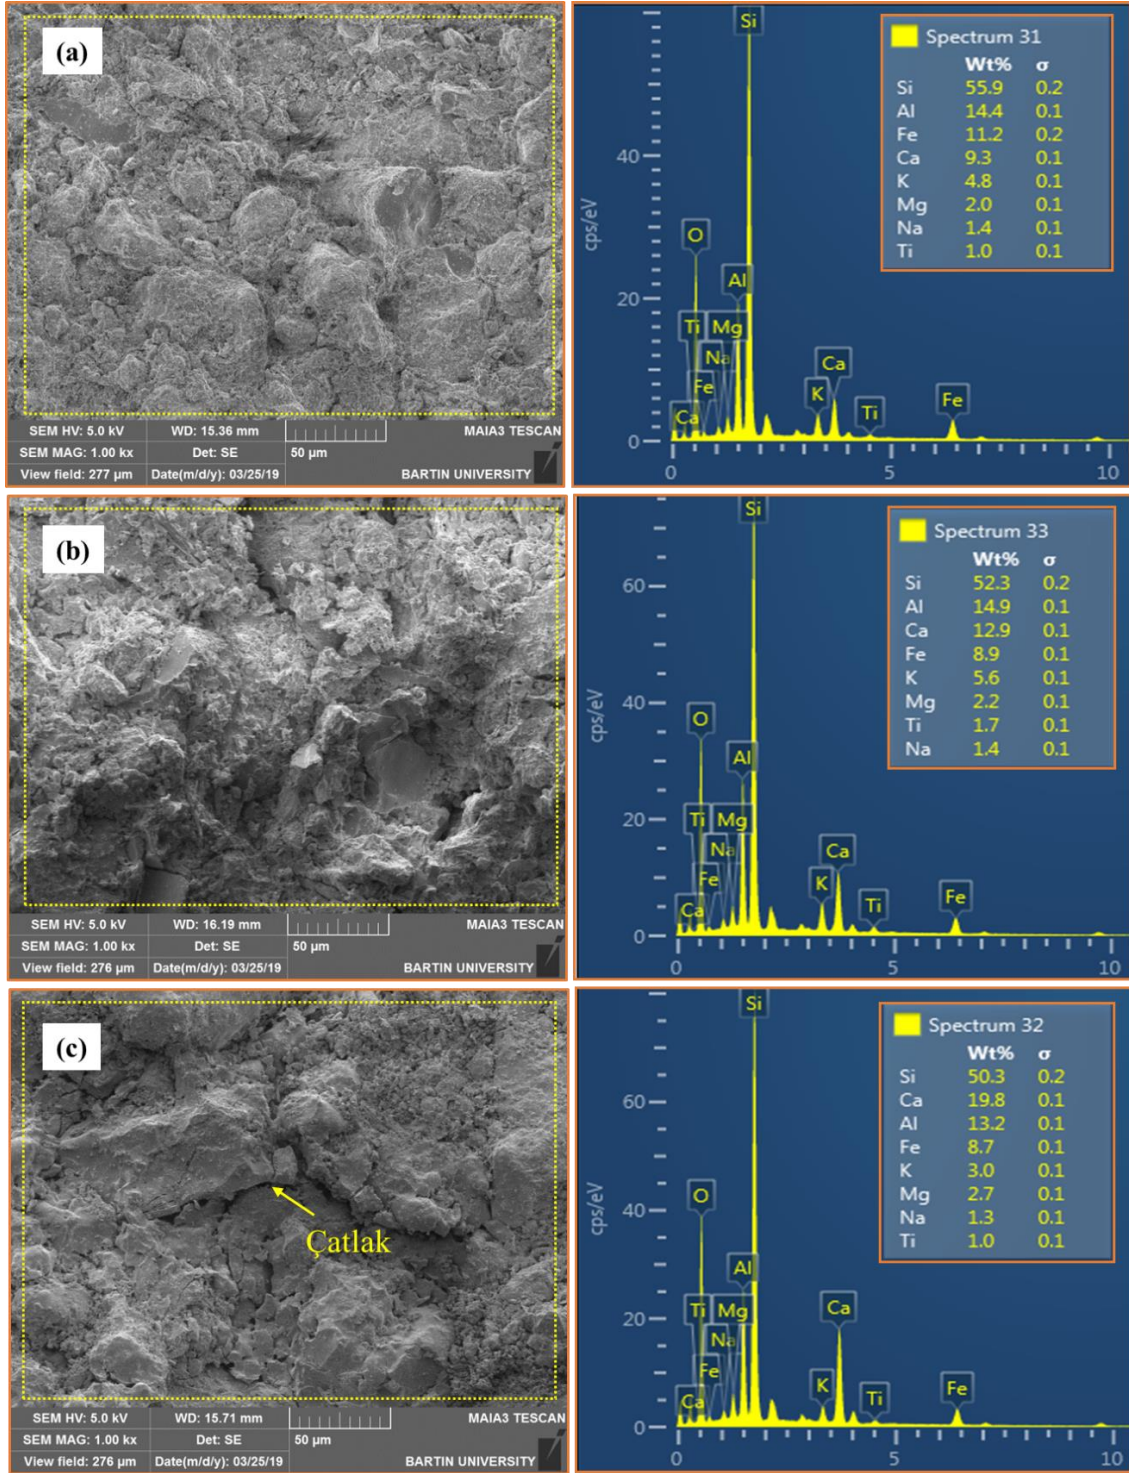 (a)
SEM HV: 5.0 kV WD: 15.36 mm MAIA3 TESCAN
SEM MAG: 1.00 kx Det: SE 50 µm
View field: 277 µm Date(m/d/y): 03/25/19 BARTIN UNIVERSITY
Spectrum 31
Wt% σ
Si 55.9 0.2
Al 14.4 0.1
Fe 11.2 0.2
Ca 9.3 0.1
K 4.8 0.1
Mg 2.0 0.1
Na 1.4 0.1
Ti 1.0 0.1
Si
40
cps/eV
O
Al
20
Ti Mg
Na
Fe
Ca
Ca
K
Ti
Fe
0
0 5 10
(b)
SEM HV: 5.0 kV WD: 16.19 mm MAIA3 TESCAN
SEM MAG: 1.00 kx Det: SE 50 µm
View field: 276 µm Date(m/d/y): 03/25/19 BARTIN UNIVERSITY
Spectrum 33
Wt% σ
Si 52.3 0.2
Al 14.9 0.1
Ca 12.9 0.1
Fe 8.9 0.1
K 5.6 0.1
Mg 2.2 0.1
Ti 1.7 0.1
Na 1.4 0.1
Si
60
40
cps/eV
O
Al
20
Ti Mg
Na
Fe
Ca
Ca
K
Ti
Fe
0
0 5 10
(c)
Çatlak
SEM HV: 5.0 kV WD: 15.71 mm MAIA3 TESCAN
SEM MAG: 1.00 kx Det: SE 50 µm
View field: 276 µm Date(m/d/y): 03/25/19 BARTIN UNIVERSITY
Spectrum 32
Wt% σ
Si 50.3 0.2
Ca 19.8 0.1
Al 13.2 0.1
Fe 8.7 0.1
K 3.0 0.1
Mg 2.7 0.1
Na 1.3 0.1
Ti 1.0 0.1
Si
60
40
cps/eV
O
Al
20
Ti Mg
Na
Fe
Ca
Ca
K
Ti
Fe
0
0 5 10